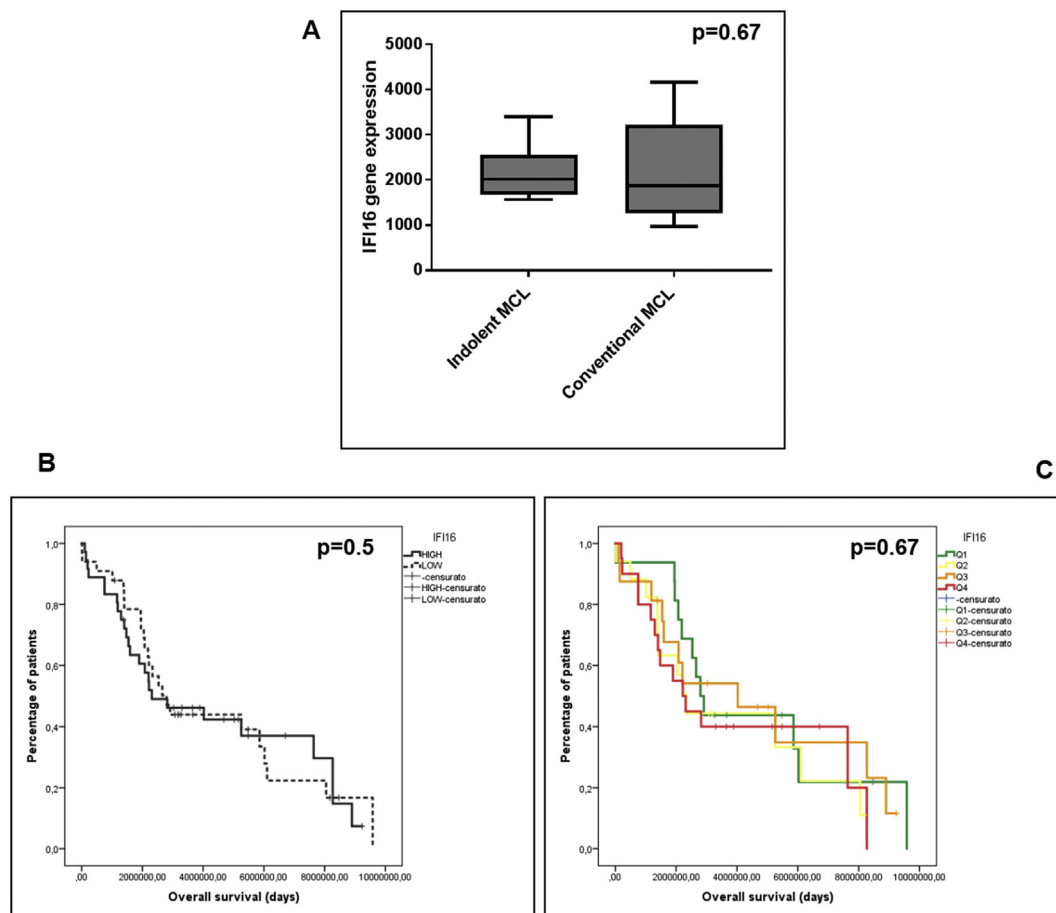 A
p=0.67
5000
4000
3000
2000
1000
0
IFI16 gene expression
Indolent MCL
Conventional MCL
B
p=0.5
IFI16
HIGH
LOW
-censurato
HIGH-censurato
LOW-censurato
1,0
0,8
0,6
0,4
0,2
0,0
Percentage of patients
,00
2000000,00
4000000,00
6000000,00
8000000,00
10000000,00
Overall survival (days)
C
p=0.67
IFI16
Q1
Q2
Q3
Q4
-censurato
Q1-censurato
Q2-censurato
Q3-censurato
Q4-censurato
1,0
0,8
0,6
0,4
0,2
0,0
Percentage of patients
,00
2000000,00
4000000,00
6000000,00
8000000,00
10000000,00
Overall survival (days)